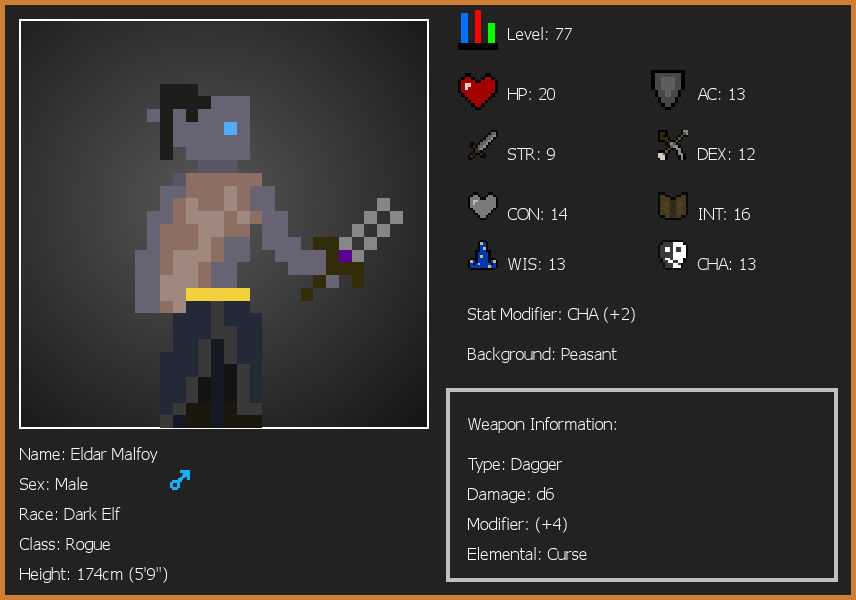 Level: 77
HP: 20
AC: 13
STR: 9
DEX: 12
CON: 14
INT: 16
WIS: 13
CHA: 13
Stat Modifier: CHA (+2)
Background: Peasant
Weapon Information:
Type: Dagger
Damage: d6
Modifier: (+4)
Elemental: Curse
Name: Eldar Malfoy
Sex: Male
Race: Dark Elf
Class: Rogue
Height: 174cm (5'9")